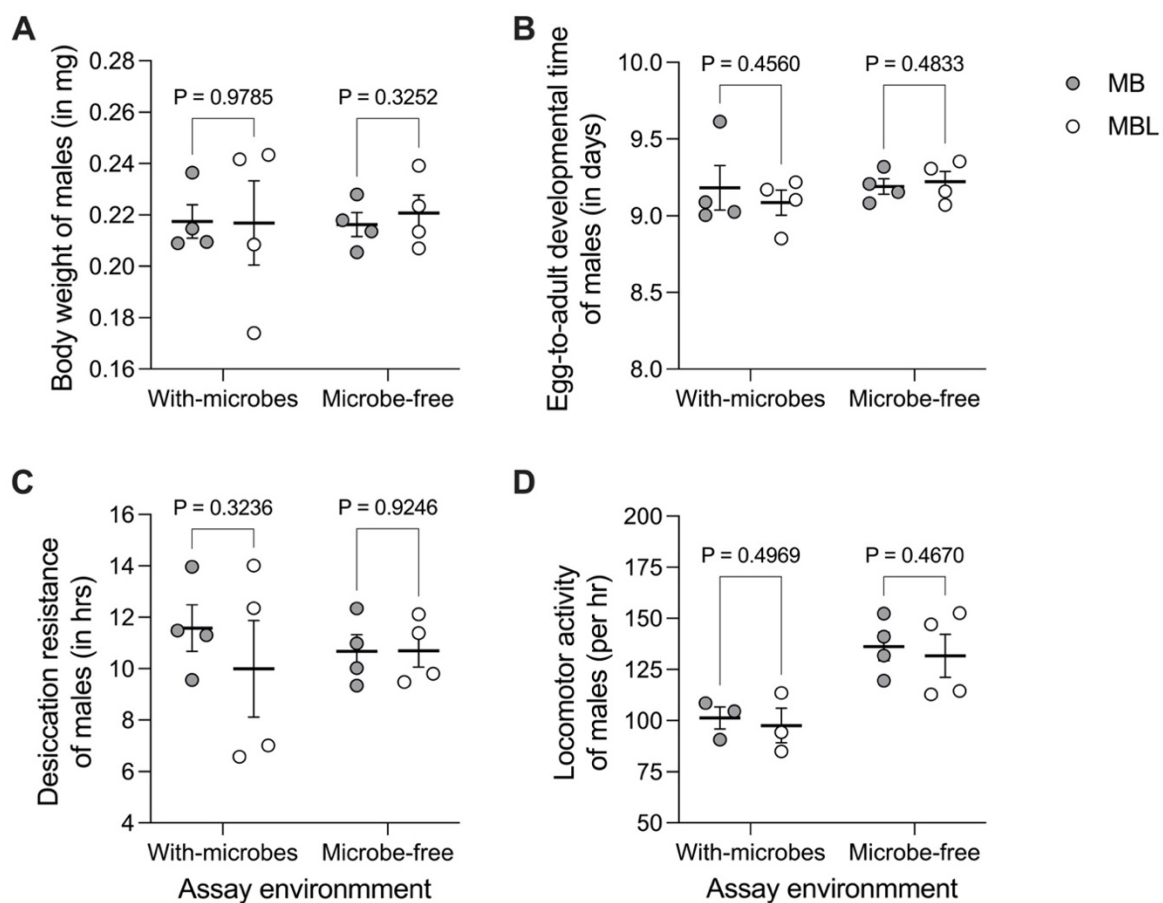 A
Body weight of males (in mg)
0.28
0.26
0.24
0.22
0.20
0.18
0.16
P = 0.9785
P = 0.3252
With-microbes
Microbe-free
B
Egg-to-adult developmental time
of males (in days)
10.0
9.5
9.0
8.5
8.0
P = 0.4560
P = 0.4833
With-microbes
Microbe-free
MB
MBL
C
Desiccation resistance
of males (in hrs)
16
14
12
10
8
6
4
P = 0.3236
P = 0.9246
With-microbes
Microbe-free
Assay environmment
D
Locomotor activity
of males (per hr)
200
175
150
125
100
75
50
P = 0.4969
P = 0.4670
With-microbes
Microbe-free
Assay environmment